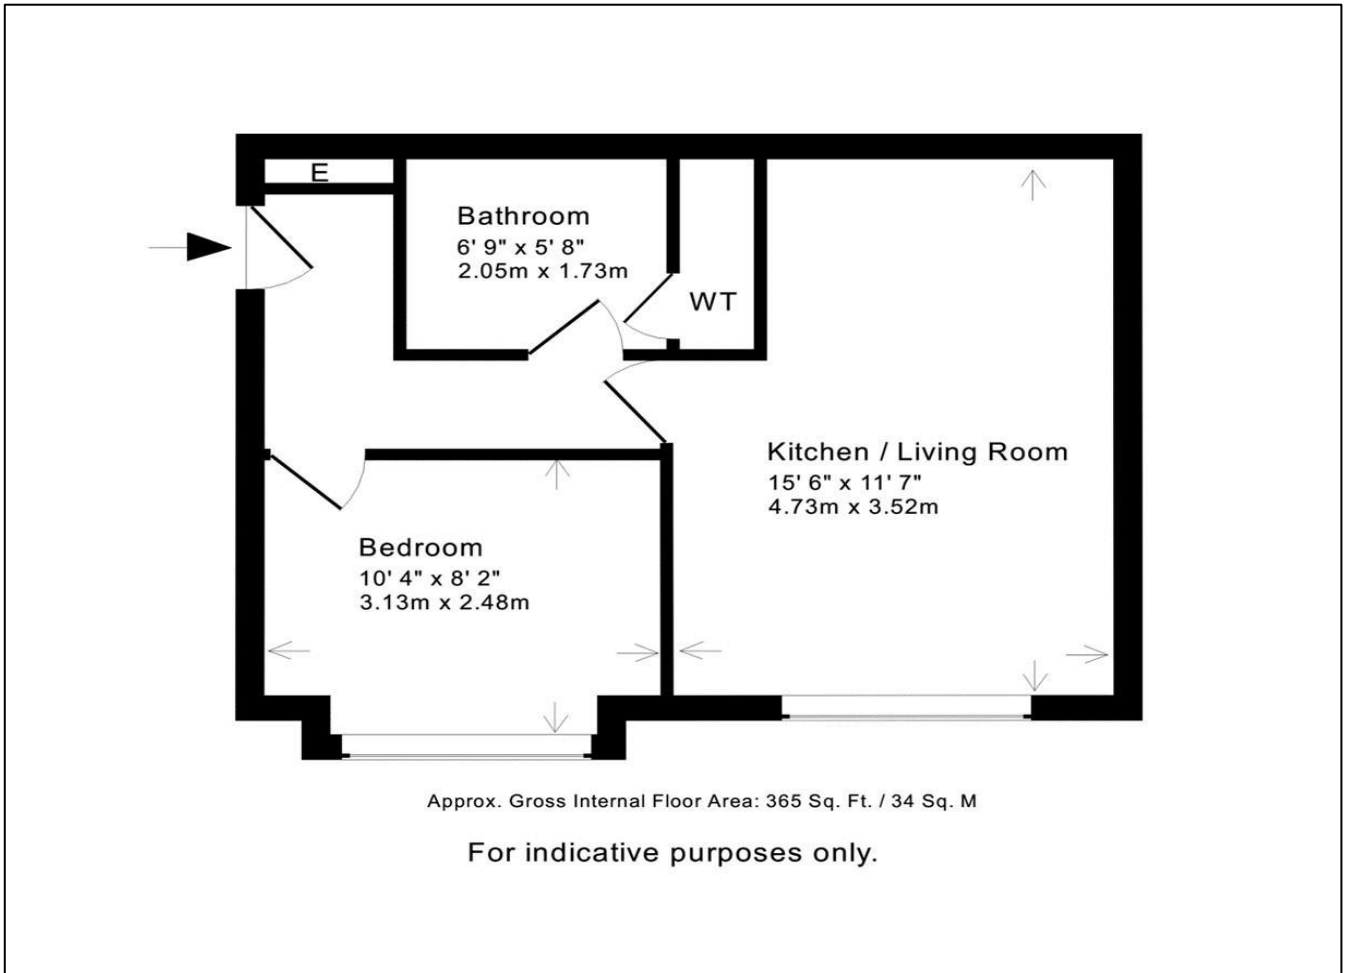 E
Bathroom
6' 9" x 5' 8"
2.05m x 1.73m
WT
Kitchen / Living Room
15' 6" x 11' 7"
4.73m x 3.52m
Bedroom
10' 4" x 8' 2"
3.13m x 2.48m
Approx. Gross Internal Floor Area: 365 Sq. Ft. / 34 Sq. M
For indicative purposes only.